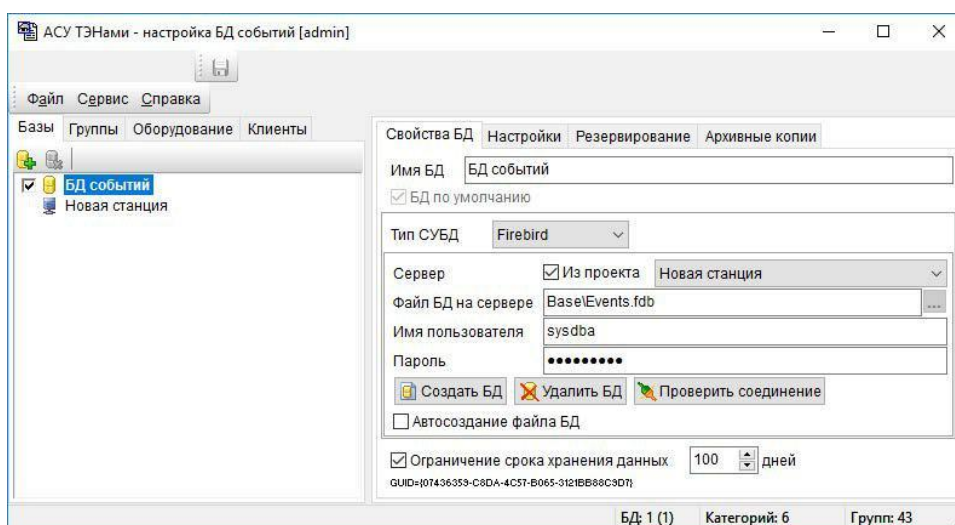 АСУ ТЭНами - настройка БД событий [admin]
Файл Сервис Справка
Базы Группы Оборудование Клиенты
БД событий
Новая станция
Свойства БД Настройки Резервирование Архивные копии
Имя БД БД событий
БД по умолчанию
Тип СУБД Firebird
Сервер Из проекта Новая станция
Файл БД на сервере Base\Events.fdb ...
Имя пользователя sysdba
Пароль •••••••••
Создать БД Удалить БД Проверить соединение
Автосоздание файла БД
Ограничение срока хранения данных 100 дней
GUID={07436359-C8DA-4C57-B065-3121BB88C9D7}
БД: 1 (1) Категорий: 6 Групп: 43